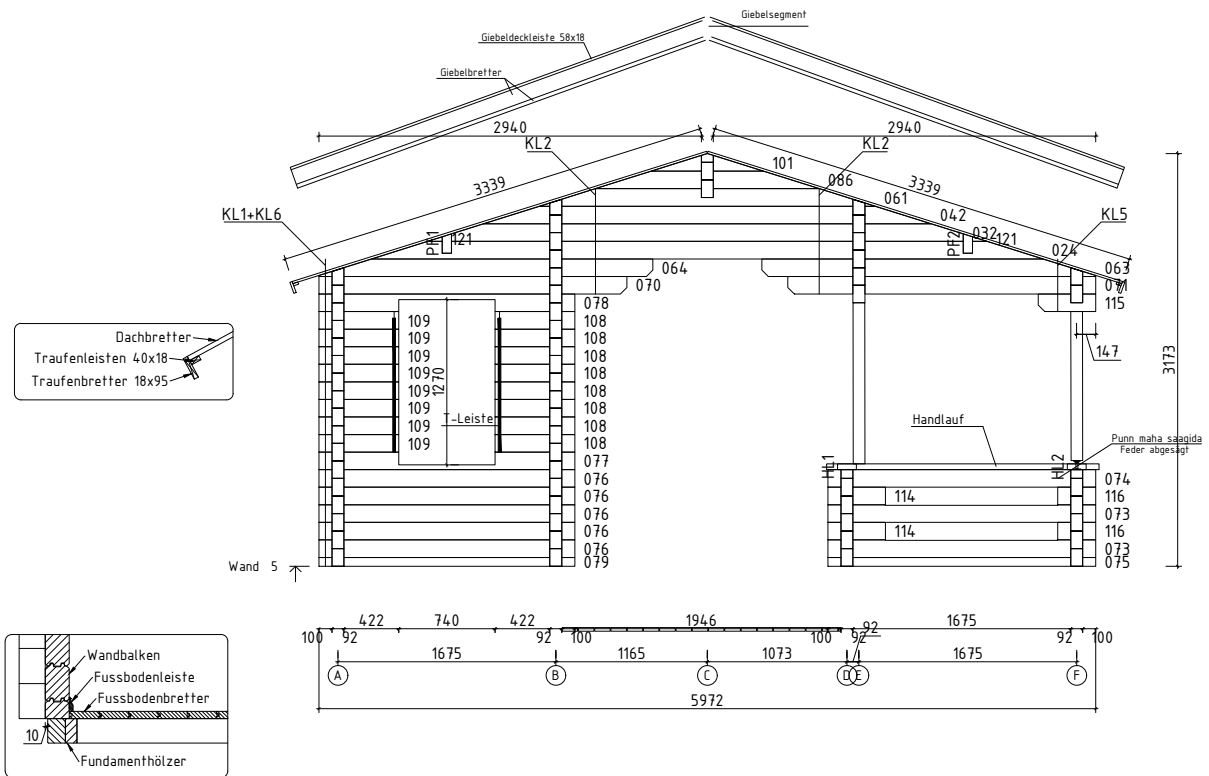 Giebelsegment
Giebeldeckleiste 58x18
Giebelbretter
2940
2940
KL2
KL2
101
3339
086
3339
061
KL1+KL6
042
KL5
PF1
121
PF2
032
121
024
064
063
070
071
078
115
109
108
109
108
147
109
108
109
108
109
108
109
108
109
108
109
108
1270
T-Leiste
3173
Dachbretter
Traufenleisten 40x18
Traufenbretter 18x95
Handlauf
Punn maha saagida
Feder abgesägt
HL1
HL2
077
076
074
076
114
116
076
073
076
114
116
076
073
079
075
Wand 5
422
740
422
1946
1675
100
92
92
100
100
92
92
92
100
1675
1165
1073
1675
A
B
C
D
E
F
5972
Wandbalken
Fussbodenleiste
Fussbodenbretter
10
Fundamenthölzer